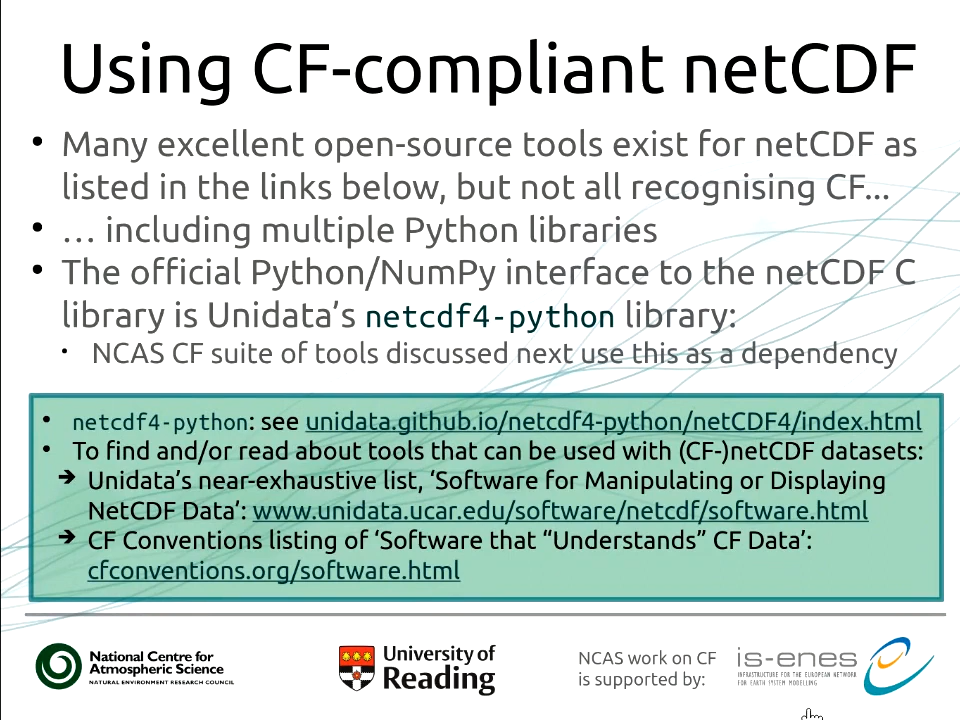 Using CF-compliant netCDF
• Many excellent open-source tools exist for netCDF as
listed in the links below, but not all recognising CF...
• … including multiple Python libraries
• The official Python/NumPy interface to the netCDF C
library is Unidata’s netcdf4-python library:
• NCAS CF suite of tools discussed next use this as a dependency
• netcdf4-python: see unidata.github.io/netcdf4-python/netCDF4/index.html
• To find and/or read about tools that can be used with (CF-)netCDF datasets:
➔ Unidata’s near-exhaustive list, ‘Software for Manipulating or Displaying
NetCDF Data’: www.unidata.ucar.edu/software/netcdf/software.html
➔ CF Conventions listing of ‘Software that “Understands” CF Data’:
cfconventions.org/software.html
National Centre for
Atmospheric Science
NATURAL ENVIRONMENT RESEARCH COUNCIL
University of
Reading
NCAS work on CF
is supported by:
is-enes
INFRASTRUCTURE FOR THE EUROPEAN NETWORK
FOR EARTH SYSTEM MODELLING